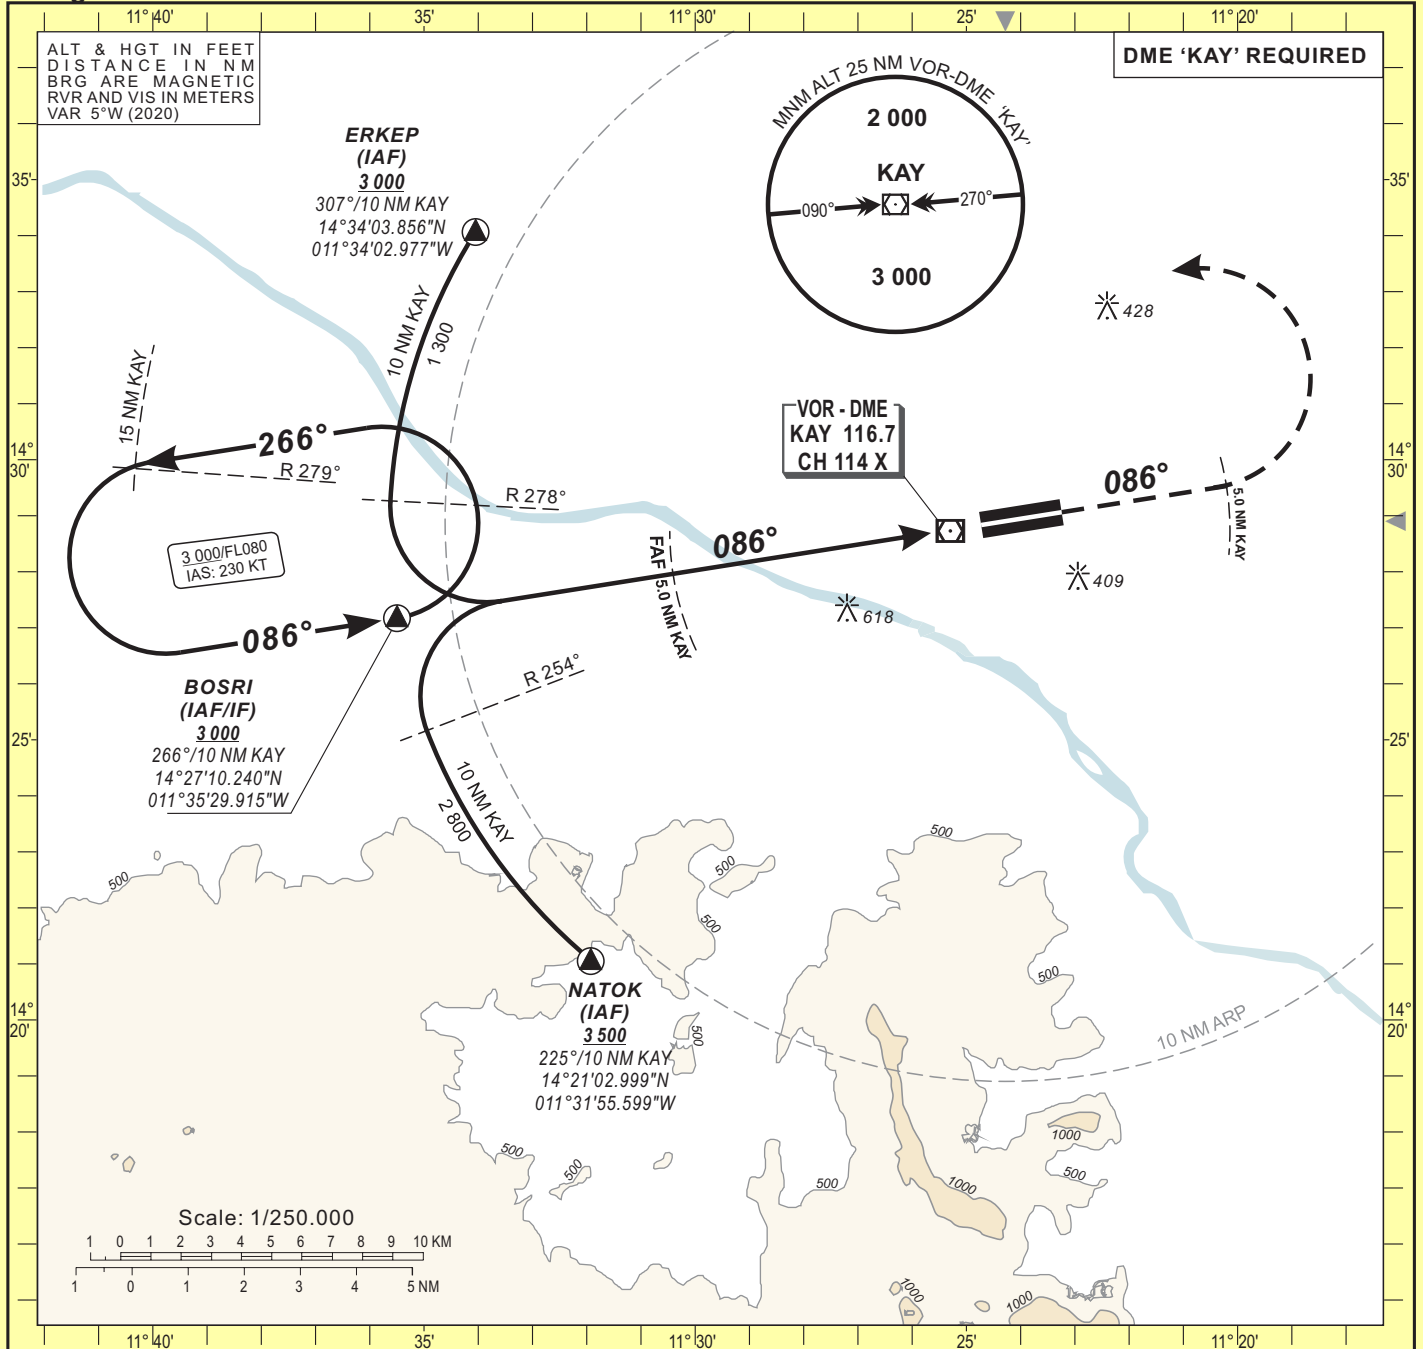 11°40'
35'
11°30'
25'
11°20'
ALT & HGT IN FEET
DISTANCE IN NM
BRG ARE MAGNETIC
RVR AND VIS IN METERS
VAR 5°W (2020)
DME 'KAY' REQUIRED
MNM ALT 25 NM VOR-DME 'KAY'
2 000
KAY
090°
270°
3 000
ERKEP
(IAF)
3 000
307°/10 NM KAY
14°34'03.856"N
011°34'02.977"W
35'
35'
428
10 NM KAY
1 300
15 NM KAY
VOR - DME
KAY 116.7
CH 114 X
266°
R 279°
R 278°
14°
30'
14°
30'
086°
5.0 NM KAY
086°
3 000/FL080
IAS: 230 KT
FAF 5.0 NM KAY
409
618
086°
R 254°
BOSRI
(IAF/IF)
3 000
266°/10 NM KAY
14°27'10.240"N
011°35'29.915"W
25'
25'
10 NM KAY
2 800
500
500
500
500
500
NATOK
(IAF)
3 500
225°/10 NM KAY
14°21'02.999"N
011°31'55.599"W
14°
20'
14°
20'
500
10 NM ARP
1000
500
500
500
500
1000
Scale: 1/250.000
1 0 1 2 3 4 5 6 7 8 9 10 KM
1 0 1 2 3 4 5 NM
1000
1000
11°40'
35'
11°30'
25'
11°20'